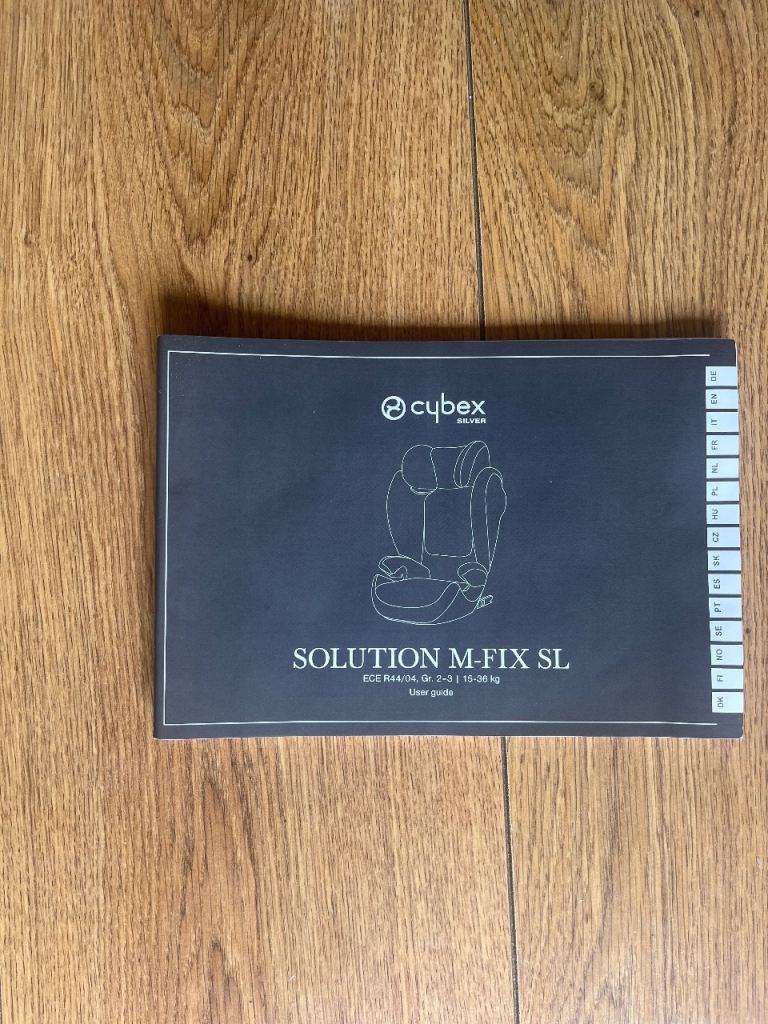 cybex
SILVER
SOLUTION M-FIX SL
ECE R44/04, Gr. 2-3 | 15-36 kg
User guide
DE
EN
IT
FR
NL
PL
HU
CZ
SK
ES
PT
SE
NO
FI
DK